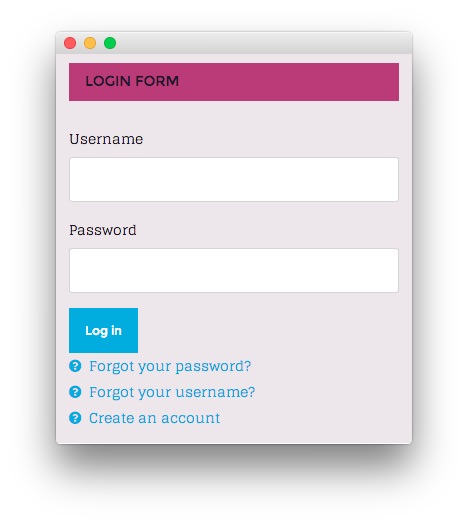 LOGIN FORM
Username
Password
Log in
Forgot your password?
Forgot your username?
Create an account